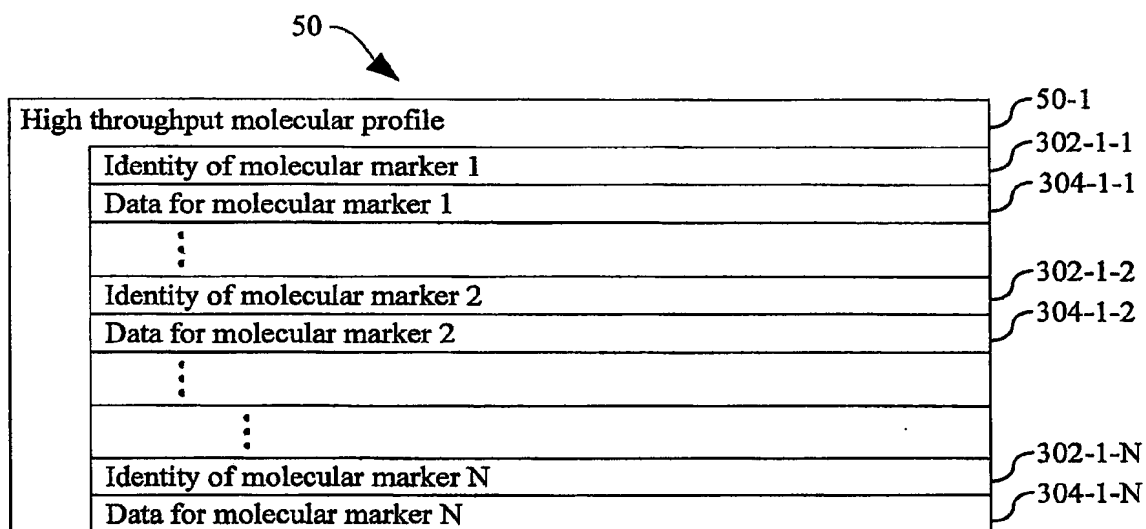 50
High throughput molecular profile 50-1
Identity of molecular marker 1 302-1-1
Data for molecular marker 1 304-1-1
Identity of molecular marker 2 302-1-2
Data for molecular marker 2 304-1-2
Identity of molecular marker N 302-1-N
Data for molecular marker N 304-1-N